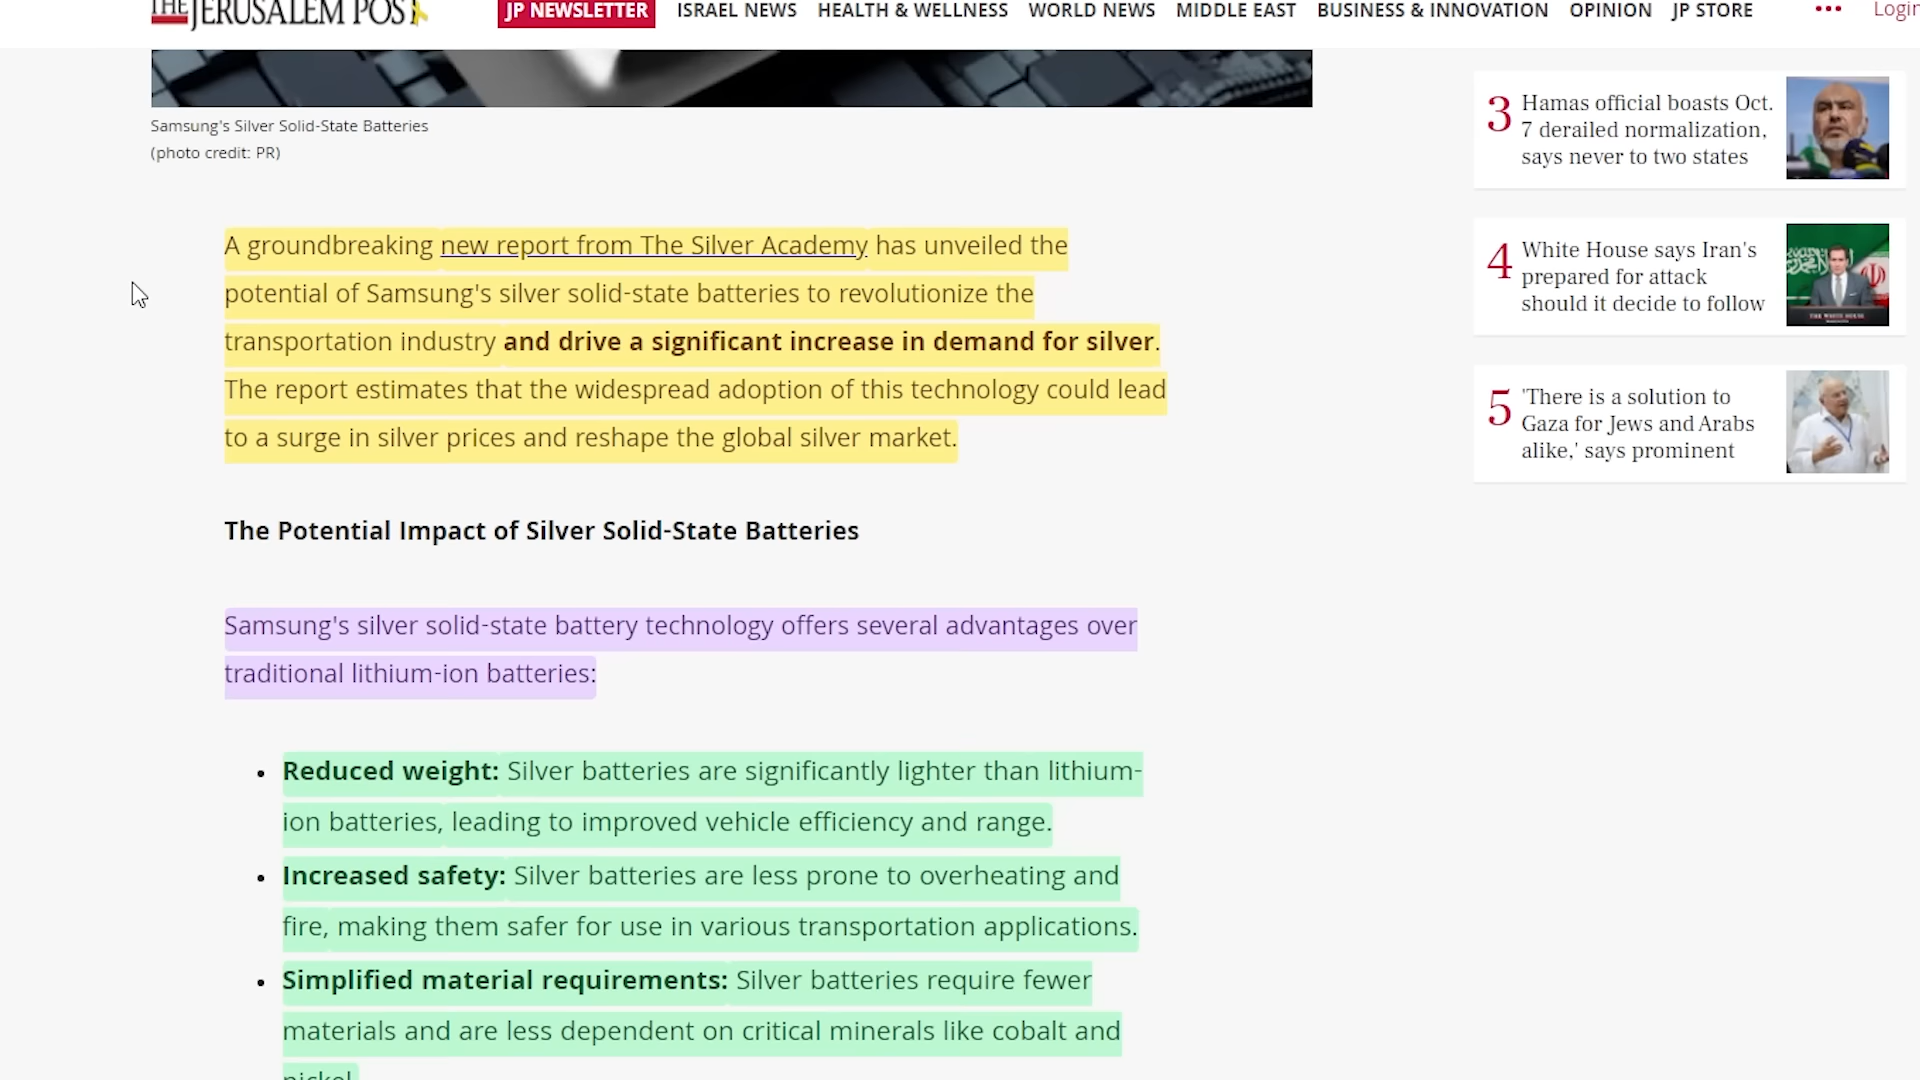 THE JERUSALEM POST
JP NEWSLETTER ISRAEL NEWS HEALTH & WELLNESS WORLD NEWS MIDDLE EAST BUSINESS & INNOVATION OPINION JP STORE ••• Login
Samsung's Silver Solid-State Batteries
(photo credit: PR)
A groundbreaking new report from The Silver Academy has unveiled the
potential of Samsung's silver solid-state batteries to revolutionize the
transportation industry and drive a significant increase in demand for silver.
The report estimates that the widespread adoption of this technology could lead
to a surge in silver prices and reshape the global silver market.
The Potential Impact of Silver Solid-State Batteries
Samsung's silver solid-state battery technology offers several advantages over
traditional lithium-ion batteries:
• Reduced weight: Silver batteries are significantly lighter than lithium-
ion batteries, leading to improved vehicle efficiency and range.
• Increased safety: Silver batteries are less prone to overheating and
fire, making them safer for use in various transportation applications.
• Simplified material requirements: Silver batteries require fewer
materials and are less dependent on critical minerals like cobalt and
nickel.
3
Hamas official boasts Oct.
7 derailed normalization,
says never to two states
4
White House says Iran's
prepared for attack
should it decide to follow
THE WHITE HOUSE
5
'There is a solution to
Gaza for Jews and Arabs
alike,' says prominent